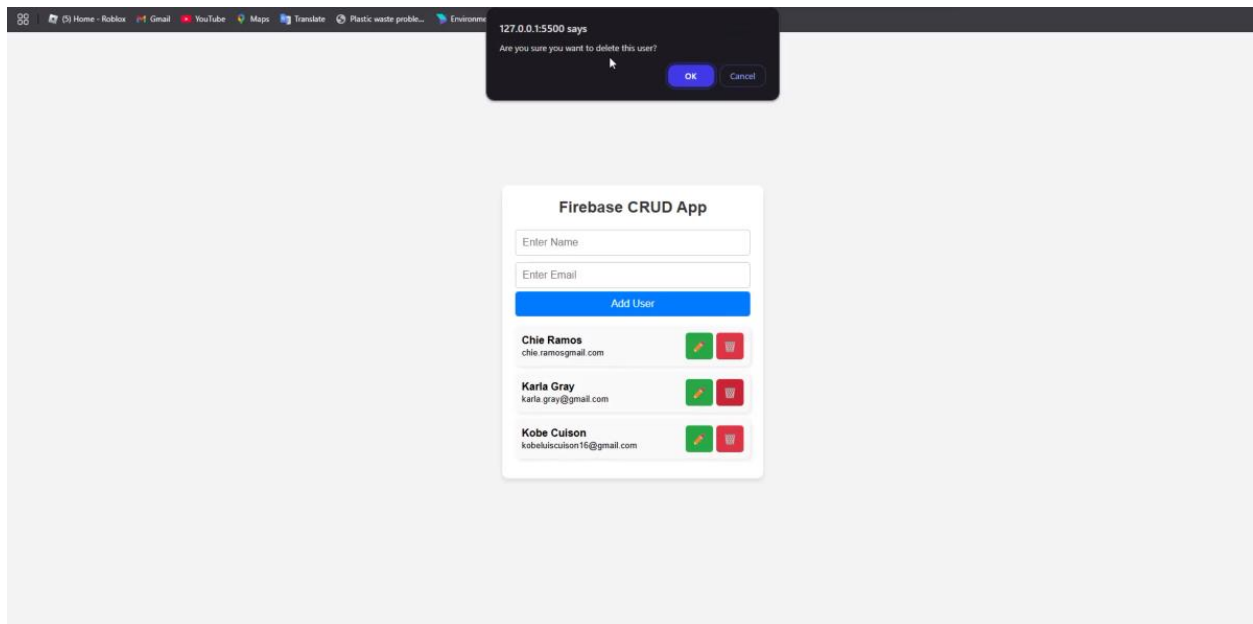 (5) Home - Roblox Gmail YouTube Maps Translate Plastic waste proble... Environme
127.0.0.1:5500 says
Are you sure you want to delete this user?
OK Cancel
Firebase CRUD App
Enter Name
Enter Email
Add User
Chie Ramos
chie.ramosgmail.com
Karla Gray
karla.gray@gmail.com
Kobe Cuison
kobeluiscuison16@gmail.com